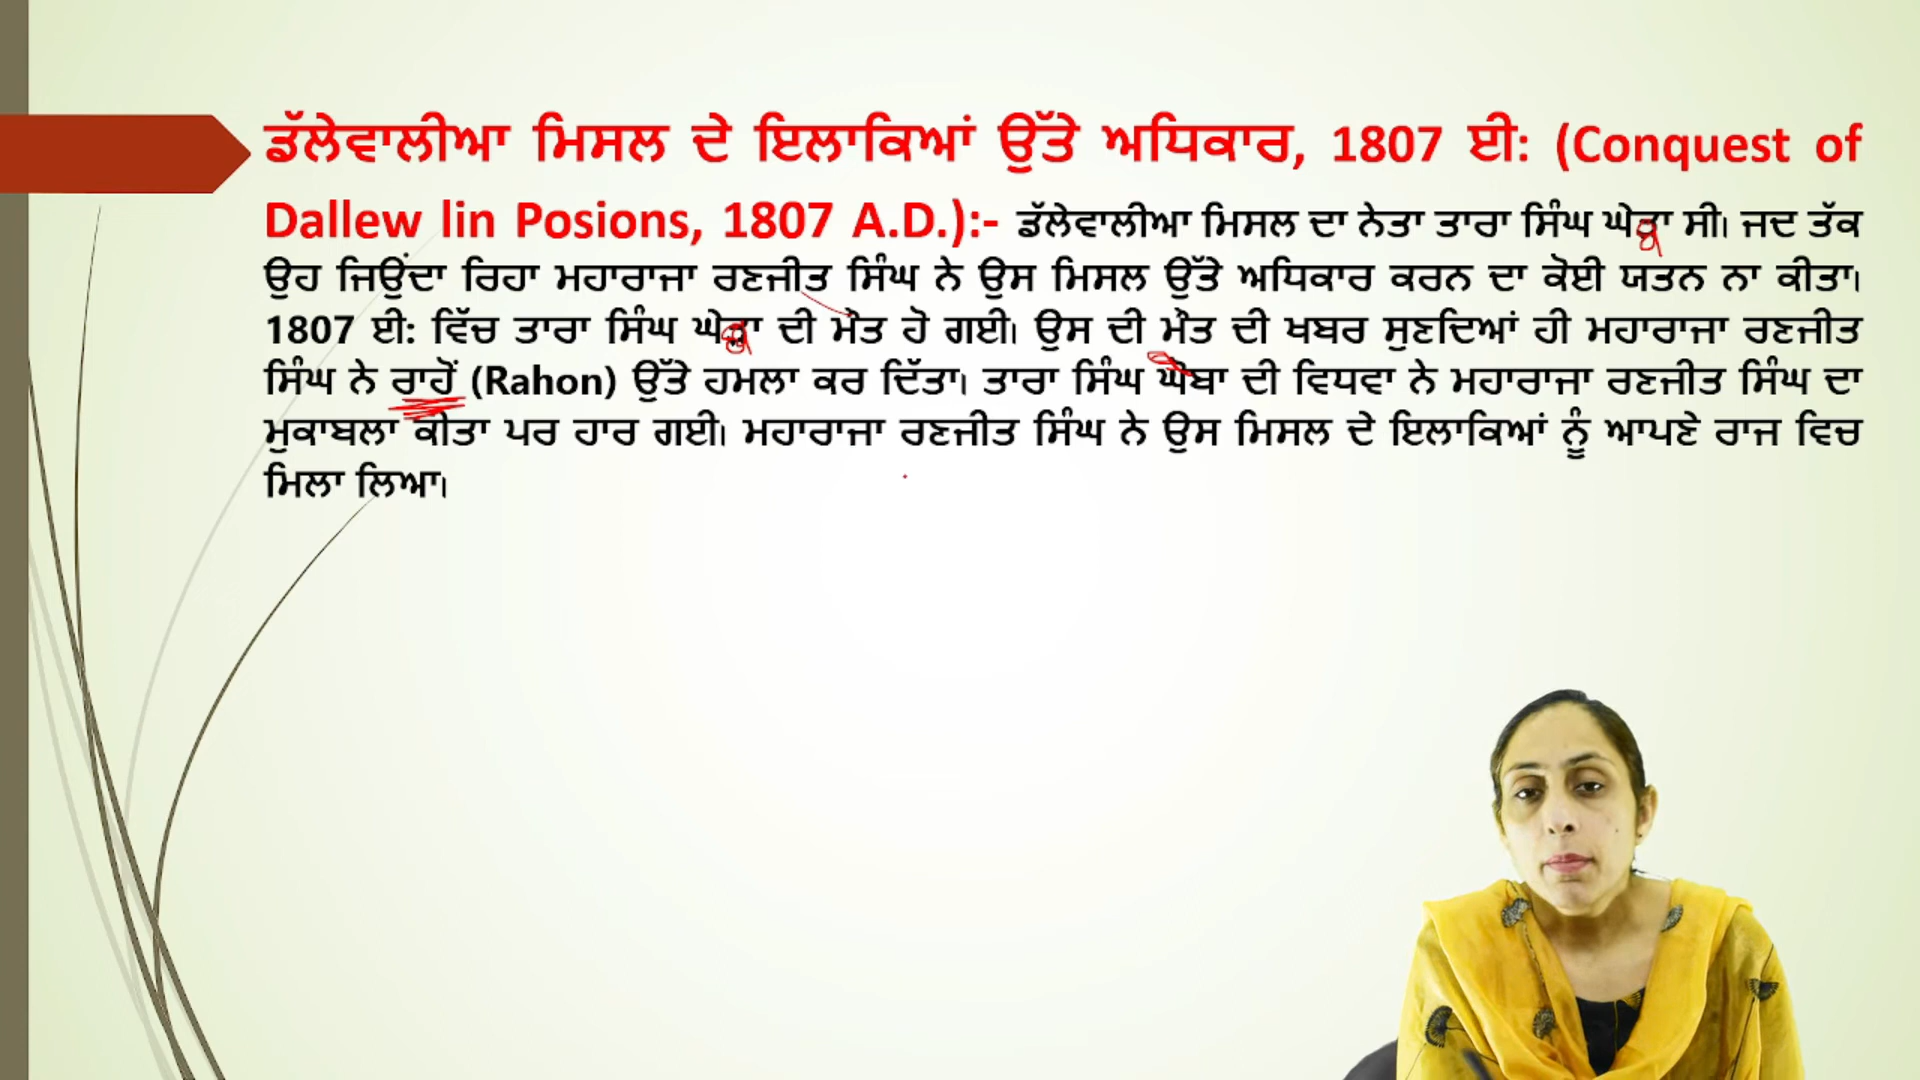 ਡੱਲੇਵਾਲੀਆ ਮਿਸਲ ਦੇ ਇਲਾਕਿਆਂ ਉੱਤੇ ਅਧਿਕਾਰ, 1807 ਈ: (Conquest of
Dallew lin Posions, 1807 A.D.):- ਡੱਲੇਵਾਲੀਆ ਮਿਸਲ ਦਾ ਨੇਤਾ ਤਾਰਾ ਸਿੰਘ ਸੀ। ਜਦ ਤੱਕ
ਉਹ ਜਿਉਂਦਾ ਰਿਹਾ ਮਹਾਰਾਜਾ ਰਣਜੀਤ ਸਿੰਘ ਨੇ ਉਸ ਮਿਸਲ ਉੱਤੇ ਅਧਿਕਾਰ ਕਰਨ ਦਾ ਕੋਈ ਯਤਨ ਨਾ ਕੀਤਾ।
1807 ਈ: ਵਿੱਚ ਤਾਰਾ ਸਿੰਘ ਦੀ ਮੌਤ ਹੋ ਗਈ। ਉਸ ਦੀ ਮੌਤ ਦੀ ਖਬਰ ਸੁਣਦਿਆਂ ਹੀ ਮਹਾਰਾਜਾ ਰਣਜੀਤ
ਸਿੰਘ ਨੇ ਰਾਹੋਂ (Rahon) ਉੱਤੇ ਹਮਲਾ ਕਰ ਦਿੱਤਾ। ਤਾਰਾ ਸਿੰਘ ਘੇਬਾ ਦੀ ਵਿਧਵਾ ਨੇ ਮਹਾਰਾਜਾ ਰਣਜੀਤ ਸਿੰਘ ਦਾ
ਮੁਕਾਬਲਾ ਕੀਤਾ ਪਰ ਹਾਰ ਗਈ। ਮਹਾਰਾਜਾ ਰਣਜੀਤ ਸਿੰਘ ਨੇ ਉਸ ਮਿਸਲ ਦੇ ਇਲਾਕਿਆਂ ਨੂੰ ਆਪਣੇ ਰਾਜ ਵਿਚ
ਮਿਲਾ ਲਿਆ।